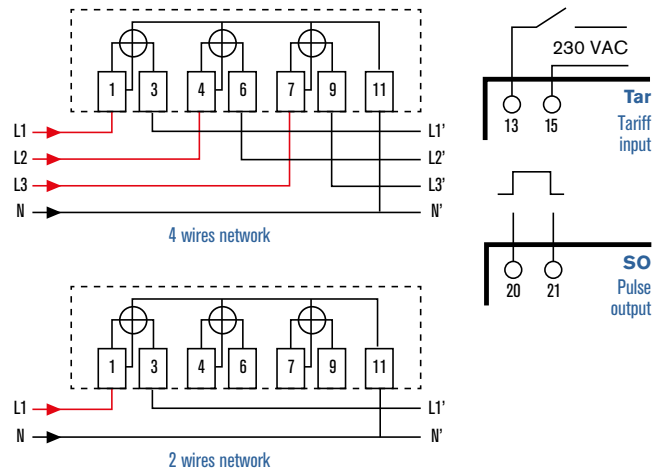 1 3 4 6 7 9 11
L1 L1’
L2 L2’
L3 L3’
N N’
4 wires network
1 3 4 6 7 9 11
L1 L1’
N N’
2 wires network
230 VAC
Tar
13 15
Tariff
input
SO
20 21
Pulse
output